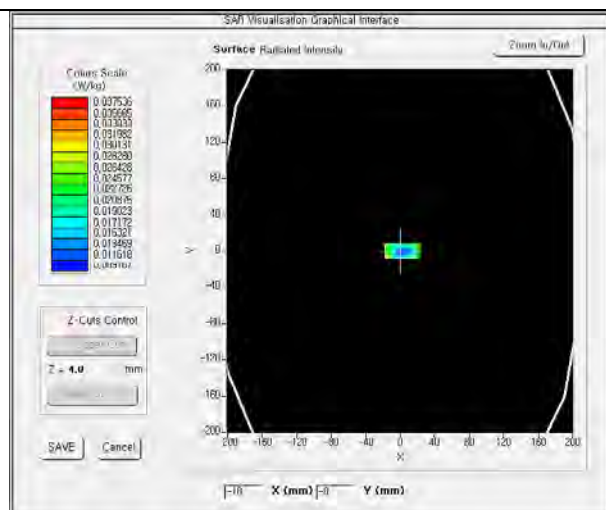 SAR Visualisation Graphical Interface
Surface Radiated Intensity
Zoom In/Out
Colors Scale
(W/kg)
0.037536
0.035685
0.033833
0.031982
0.030131
0.028280
0.026428
0.024577
0.022726
0.020875
0.019023
0.017172
0.015321
0.013469
0.011618
200
160
120
80
40
0
-40
-80
-120
-160
-200
Y
200 -160 -120 -80 -40 0 40 80 120 160 200
X
Z-Cuts Control
Z = 4.0 mm
SAVE
Cancel
X (mm)
Y (mm)